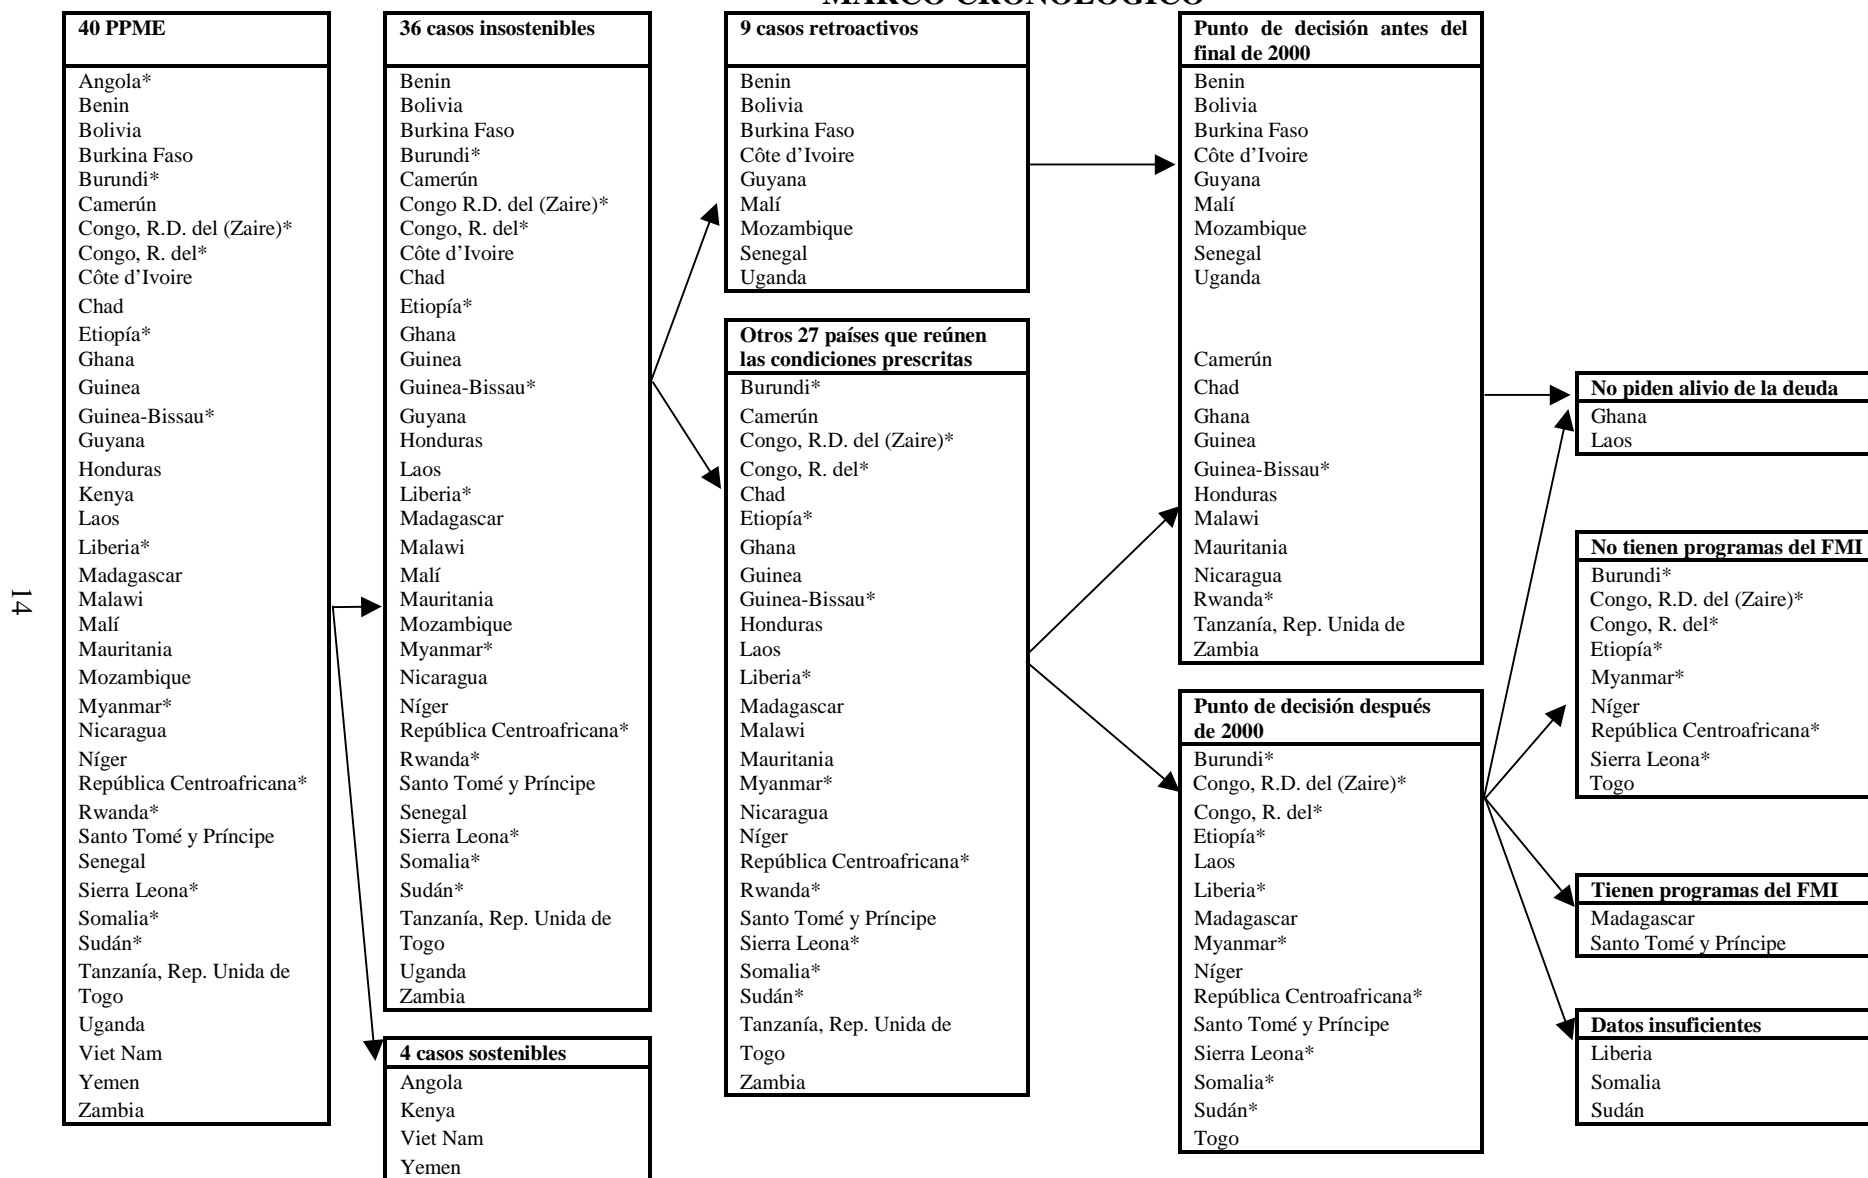 MARCO CRONOLÓGICO
40 PPME
Angola*
Benin
Bolivia
Burkina Faso
Burundi*
Camerún
Congo, R.D. del (Zaire)*
Congo, R. del*
Côte d’Ivoire
Chad
Etiopía*
Ghana
Guinea
Guinea-Bissau*
Guyana
Honduras
Kenya
Laos
Liberia*
Madagascar
Malawi
Malí
Mauritania
Mozambique
Myanmar*
Nicaragua
Níger
República Centroafricana*
Rwanda*
Santo Tomé y Príncipe
Senegal
Sierra Leona*
Somalia*
Sudán*
Tanzanía, Rep. Unida de
Togo
Uganda
Viet Nam
Yemen
Zambia
36 casos insostenibles
Benin
Bolivia
Burkina Faso
Burundi*
Camerún
Congo R.D. del (Zaire)*
Congo, R. del*
Côte d’Ivoire
Chad
Etiopía*
Ghana
Guinea
Guinea-Bissau*
Guyana
Honduras
Laos
Liberia*
Madagascar
Malawi
Malí
Mauritania
Mozambique
Myanmar*
Nicaragua
Níger
República Centroafricana*
Rwanda*
Santo Tomé y Príncipe
Senegal
Sierra Leona*
Somalia*
Sudán*
Tanzanía, Rep. Unida de
Togo
Uganda
Zambia
4 casos sostenibles
Angola
Kenya
Viet Nam
Yemen
9 casos retroactivos
Benin
Bolivia
Burkina Faso
Côte d’Ivoire
Guyana
Malí
Mozambique
Senegal
Uganda
Otros 27 países que reúnen
las condiciones prescritas
Burundi*
Camerún
Congo, R.D. del (Zaire)*
Congo, R. del*
Chad
Etiopía*
Ghana
Guinea
Guinea-Bissau*
Honduras
Laos
Liberia*
Madagascar
Malawi
Mauritania
Myanmar*
Nicaragua
Níger
República Centroafricana*
Rwanda*
Santo Tomé y Príncipe
Sierra Leona*
Somalia*
Sudán*
Tanzanía, Rep. Unida de
Togo
Zambia
Punto de decisión antes del
final de 2000
Benin
Bolivia
Burkina Faso
Côte d’Ivoire
Guyana
Malí
Mozambique
Senegal
Uganda
Camerún
Chad
Ghana
Guinea
Guinea-Bissau*
Honduras
Malawi
Mauritania
Nicaragua
Rwanda*
Tanzanía, Rep. Unida de
Zambia
Punto de decisión después
de 2000
Burundi*
Congo, R.D. del (Zaire)*
Congo, R. del*
Etiopía*
Laos
Liberia*
Madagascar
Myanmar*
Níger
República Centroafricana*
Santo Tomé y Príncipe
Sierra Leona*
Somalia*
Sudán*
Togo
No piden alivio de la deuda
Ghana
Laos
No tienen programas del FMI
Burundi*
Congo, R.D. del (Zaire)*
Congo, R. del*
Etiopía*
Myanmar*
Níger
República Centroafricana*
Sierra Leona*
Togo
Tienen programas del FMI
Madagascar
Santo Tomé y Príncipe
Datos insuficientes
Liberia
Somalia
Sudán
14